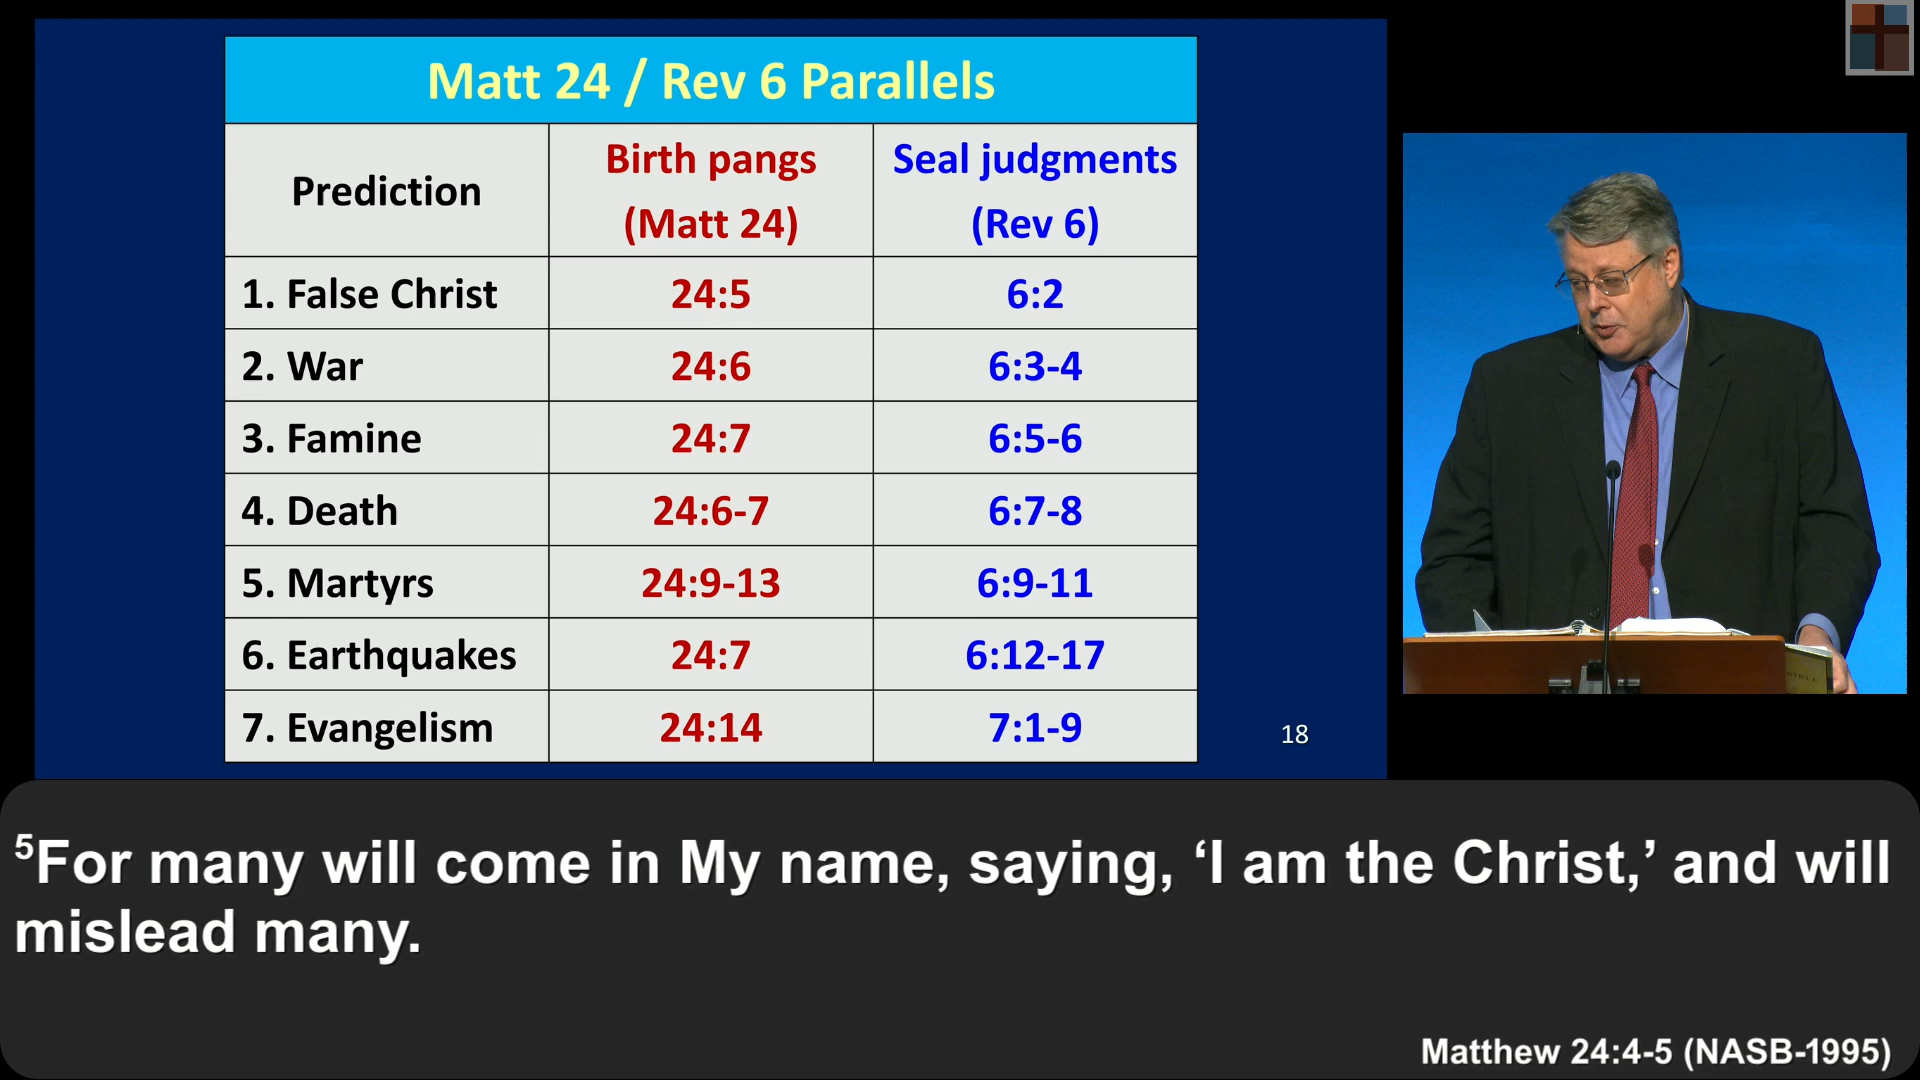 Matt 24 / Rev 6 Parallels
Prediction
Birth pangs
(Matt 24)
Seal judgments
(Rev 6)
1. False Christ 24:5 6:2
2. War 24:6 6:3-4
3. Famine 24:7 6:5-6
4. Death 24:6-7 6:7-8
5. Martyrs 24:9-13 6:9-11
6. Earthquakes 24:7 6:12-17
7. Evangelism 24:14 7:1-9
18
5For many will come in My name, saying, ‘I am the Christ,’ and will
mislead many.
Matthew 24:4-5 (NASB-1995)